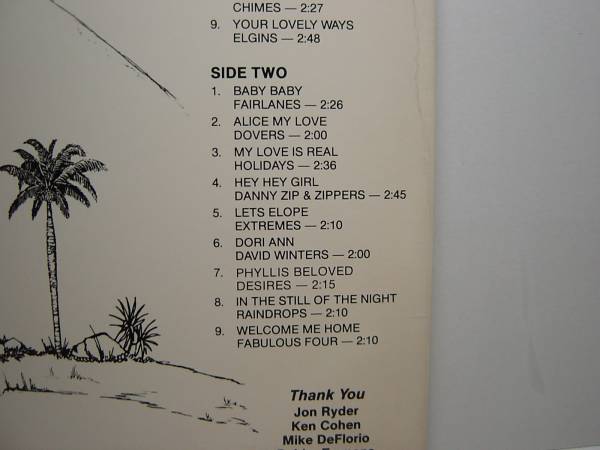 CHIMES — 2:27
9. YOUR LOVELY WAYS
ELGINS — 2:48
SIDE TWO
1. BABY BABY
FAIRLANES — 2:26
2. ALICE MY LOVE
DOVERS — 2:00
3. MY LOVE IS REAL
HOLIDAYS — 2:36
4. HEY HEY GIRL
DANNY ZIP & ZIPPERS — 2:45
5. LETS ELOPE
EXTREMES — 2:10
6. DORI ANN
DAVID WINTERS — 2:00
7. PHYLLIS BELOVED
DESIRES — 2:15
8. IN THE STILL OF THE NIGHT
RAINDROPS — 2:10
9. WELCOME ME HOME
FABULOUS FOUR — 2:10
Thank You
Jon Ryder
Ken Cohen
Mike DeFlorio